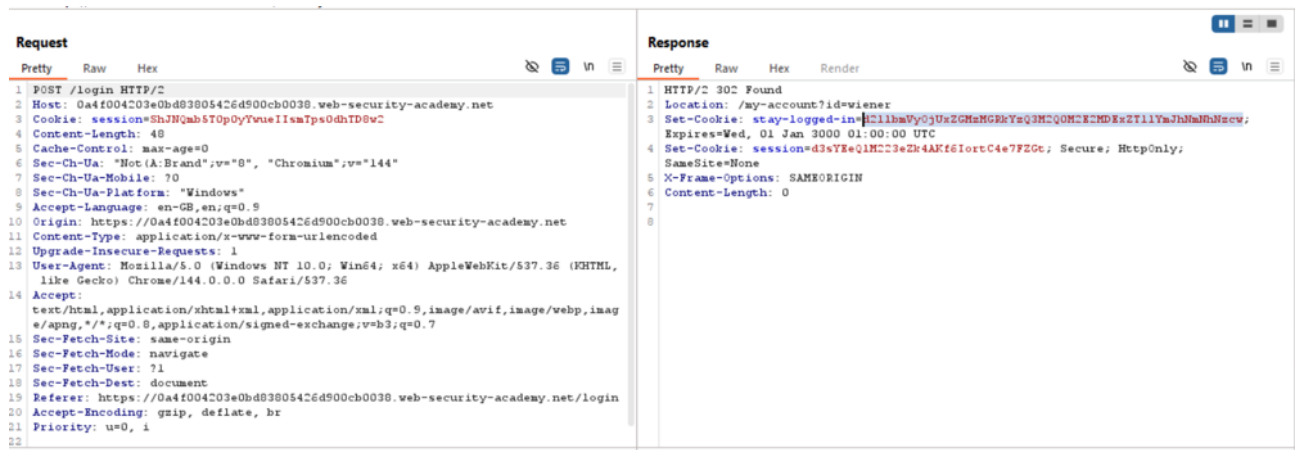 Request
Pretty Raw Hex
\n
1 POST /login HTTP/2
2 Host: 0a4f004203e0bd83805426d900cb0038.web-security-academy.net
3 Cookie: session=ShJNQmb5TOpOyYwueIIsmTpsOdhTD8w2
4 Content-Length: 48
5 Cache-Control: max-age=0
6 Sec-Ch-Ua: "Not(A:Brand";v="8", "Chromium";v="144"
7 Sec-Ch-Ua-Mobile: ?0
8 Sec-Ch-Ua-Platform: "Windows"
9 Accept-Language: en-GB,en;q=0.9
10 Origin: https://0a4f004203e0bd83805426d900cb0038.web-security-academy.net
11 Content-Type: application/x-www-form-urlencoded
12 Upgrade-Insecure-Requests: 1
13 User-Agent: Mozilla/5.0 (Windows NT 10.0; Win64; x64) AppleWebKit/537.36 (KHTML,
like Gecko) Chrome/144.0.0.0 Safari/537.36
14 Accept:
text/html,application/xhtml+xml,application/xml;q=0.9,image/avif,image/webp,imag
e/apng,*/*;q=0.8,application/signed-exchange;v=b3;q=0.7
15 Sec-Fetch-Site: same-origin
16 Sec-Fetch-Mode: navigate
17 Sec-Fetch-User: ?1
18 Sec-Fetch-Dest: document
19 Referer: https://0a4f004203e0bd83805426d900cb0038.web-security-academy.net/login
20 Accept-Encoding: gzip, deflate, br
21 Priority: u=0, i
22
Response
Pretty Raw Hex Render
\n
1 HTTP/2 302 Found
2 Location: /my-account?id=wiener
3 Set-Cookie: stay-logged-in=d2llbmVyOjUxZGMzMGRkYzQ3M2Q0M2E2MDExZTllYmJhNmNhNzcw;
Expires=Wed, 01 Jan 3000 01:00:00 UTC
4 Set-Cookie: session=d3sYEeQlM223eZk4AKf6IortC4e7FZGt; Secure; HttpOnly;
SameSite=None
5 X-Frame-Options: SAMEORIGIN
6 Content-Length: 0
7
8